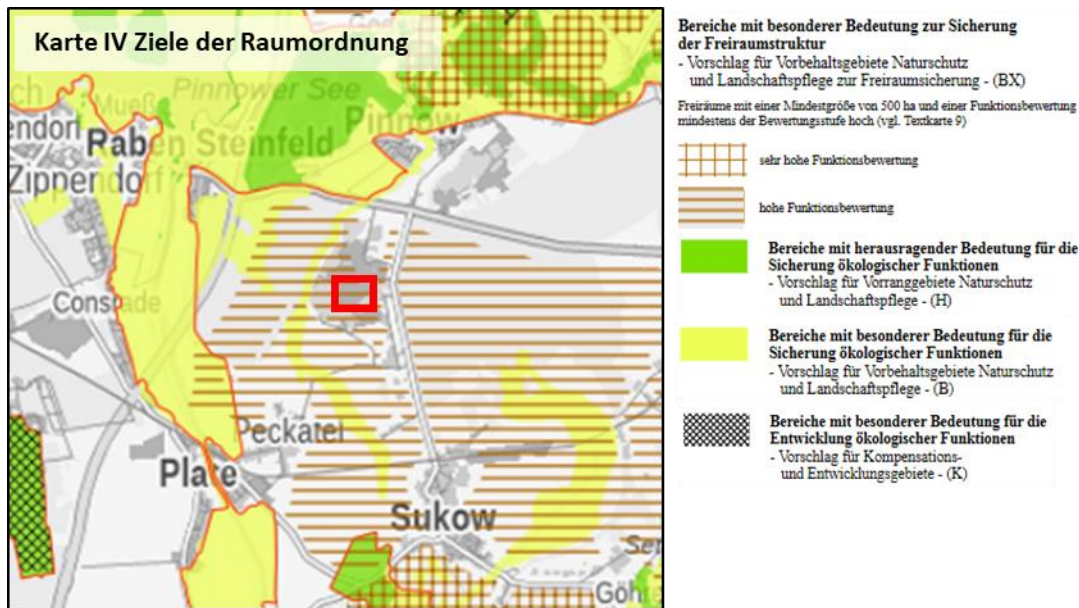 Karte IV Ziele der Raumordnung
Pinnower See
Mueß
Pinnow
Raben Steinfeld
Zippendorf
Peckatel
Plate
Sukow
Bereiche mit besonderer Bedeutung zur Sicherung
der Freiraumstruktur
- Vorschlag für Vorbehaltsgebiete Naturschutz
und Landschaftspflege zur Freiraumsicherung - (BX)
Freiräume mit einer Mindestgröße von 500 ha und einer Funktionsbewertung
mindestens der Bewertungsstufe hoch (vgl. Textkarte 9)
sehr hohe Funktionsbewertung
hohe Funktionsbewertung
Bereiche mit herausragender Bedeutung für die
Sicherung ökologischer Funktionen
- Vorschlag für Vorranggebiete Naturschutz
und Landschaftspflege - (H)
Bereiche mit besonderer Bedeutung für die
Sicherung ökologischer Funktionen
- Vorschlag für Vorbehaltsgebiete Naturschutz
und Landschaftspflege - (B)
Bereiche mit besonderer Bedeutung für die
Entwicklung ökologischer Funktionen
- Vorschlag für Kompensations-
und Entwicklungsgebiete - (K)